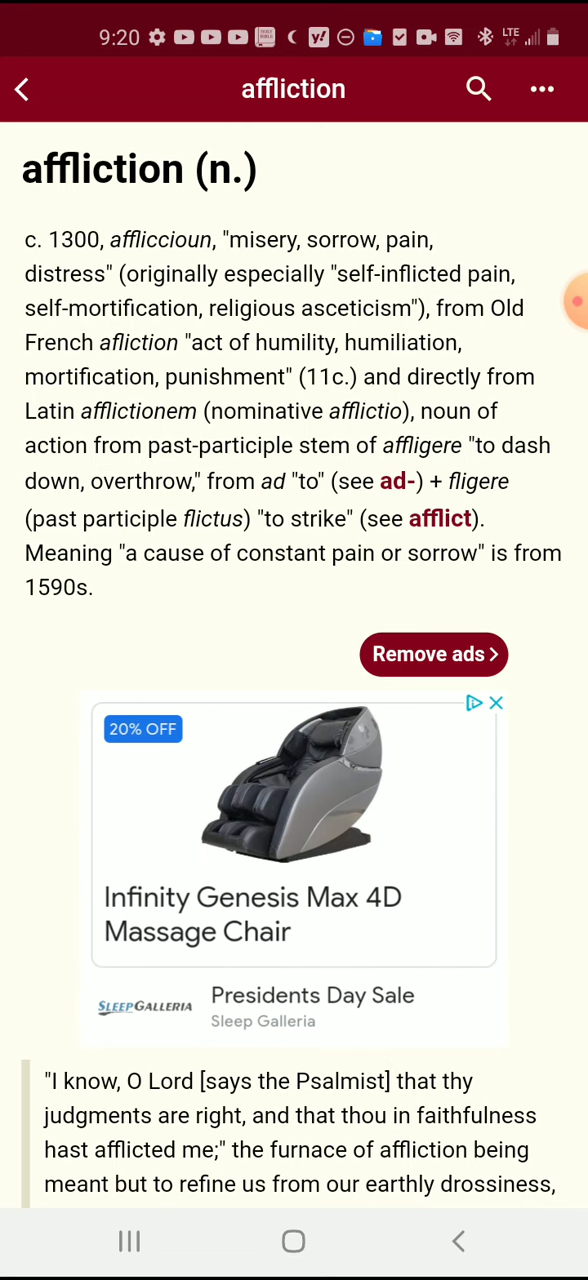 9:20
LTE
affliction
affliction (n.)
c. 1300, affliccioun, "misery, sorrow, pain,
distress" (originally especially "self-inflicted pain,
self-mortification, religious asceticism"), from Old
French afliction "act of humility, humiliation,
mortification, punishment" (11c.) and directly from
Latin afflictionem (nominative afflictio), noun of
action from past-participle stem of affligere "to dash
down, overthrow," from ad "to" (see ad-) + fligere
(past participle flictus) "to strike" (see afflict).
Meaning "a cause of constant pain or sorrow" is from
1590s.
Remove ads
20% OFF
Infinity Genesis Max 4D
Massage Chair
SLEEPGALLERIA
Presidents Day Sale
Sleep Galleria
"I know, O Lord [says the Psalmist] that thy
judgments are right, and that thou in faithfulness
hast afflicted me;" the furnace of affliction being
meant but to refine us from our earthly drossiness,